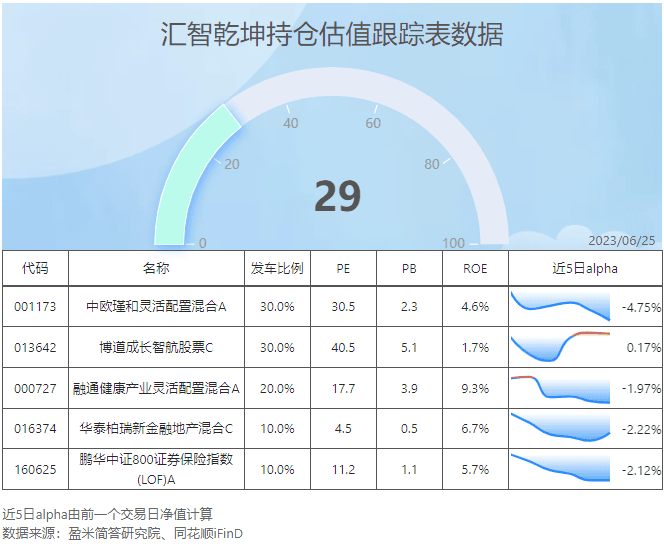 汇智乾坤持仓估值跟踪表数据
40 60
20 80
29
0 100
2023/06/25
代码 名称 发车比例 PE PB ROE 近5日alpha
001173 中欧瑾和灵活配置混合A 30.0% 30.5 2.3 4.6% -4.75%
013642 博道成长智航股票C 30.0% 40.5 5.1 1.7% 0.17%
000727 融通健康产业灵活配置混合A 20.0% 17.7 3.9 9.3% -1.97%
016374 华泰柏瑞新金融地产混合C 10.0% 4.5 0.5 6.7% -2.22%
160625 鹏华中证800证券保险指数 10.0% 11.2 1.1 5.7% -2.12%
(LOF)A
近5日alpha由前一个交易日净值计算
数据来源：盈米简答研究院、同花顺iFinD